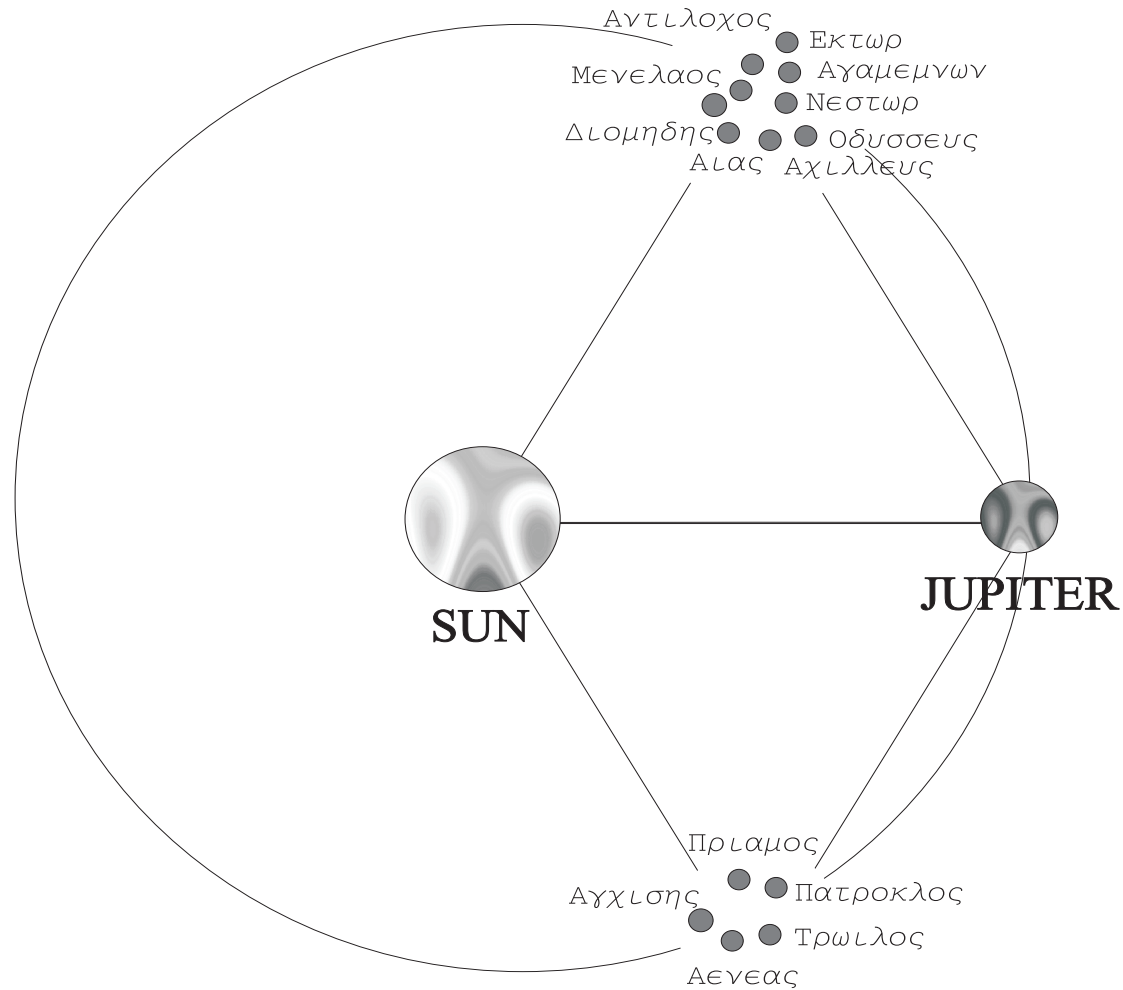 Αντιλοχος
Εκτωρ
Μενελαος
Αγαμεμνων
Νεστωρ
Διομηδης
Οδυσσευς
Αιας
Αχιλλευς
SUN
JUPITER
Πριαμος
Αγχισης
Πατροκλος
Τρωιλος
Αενεας